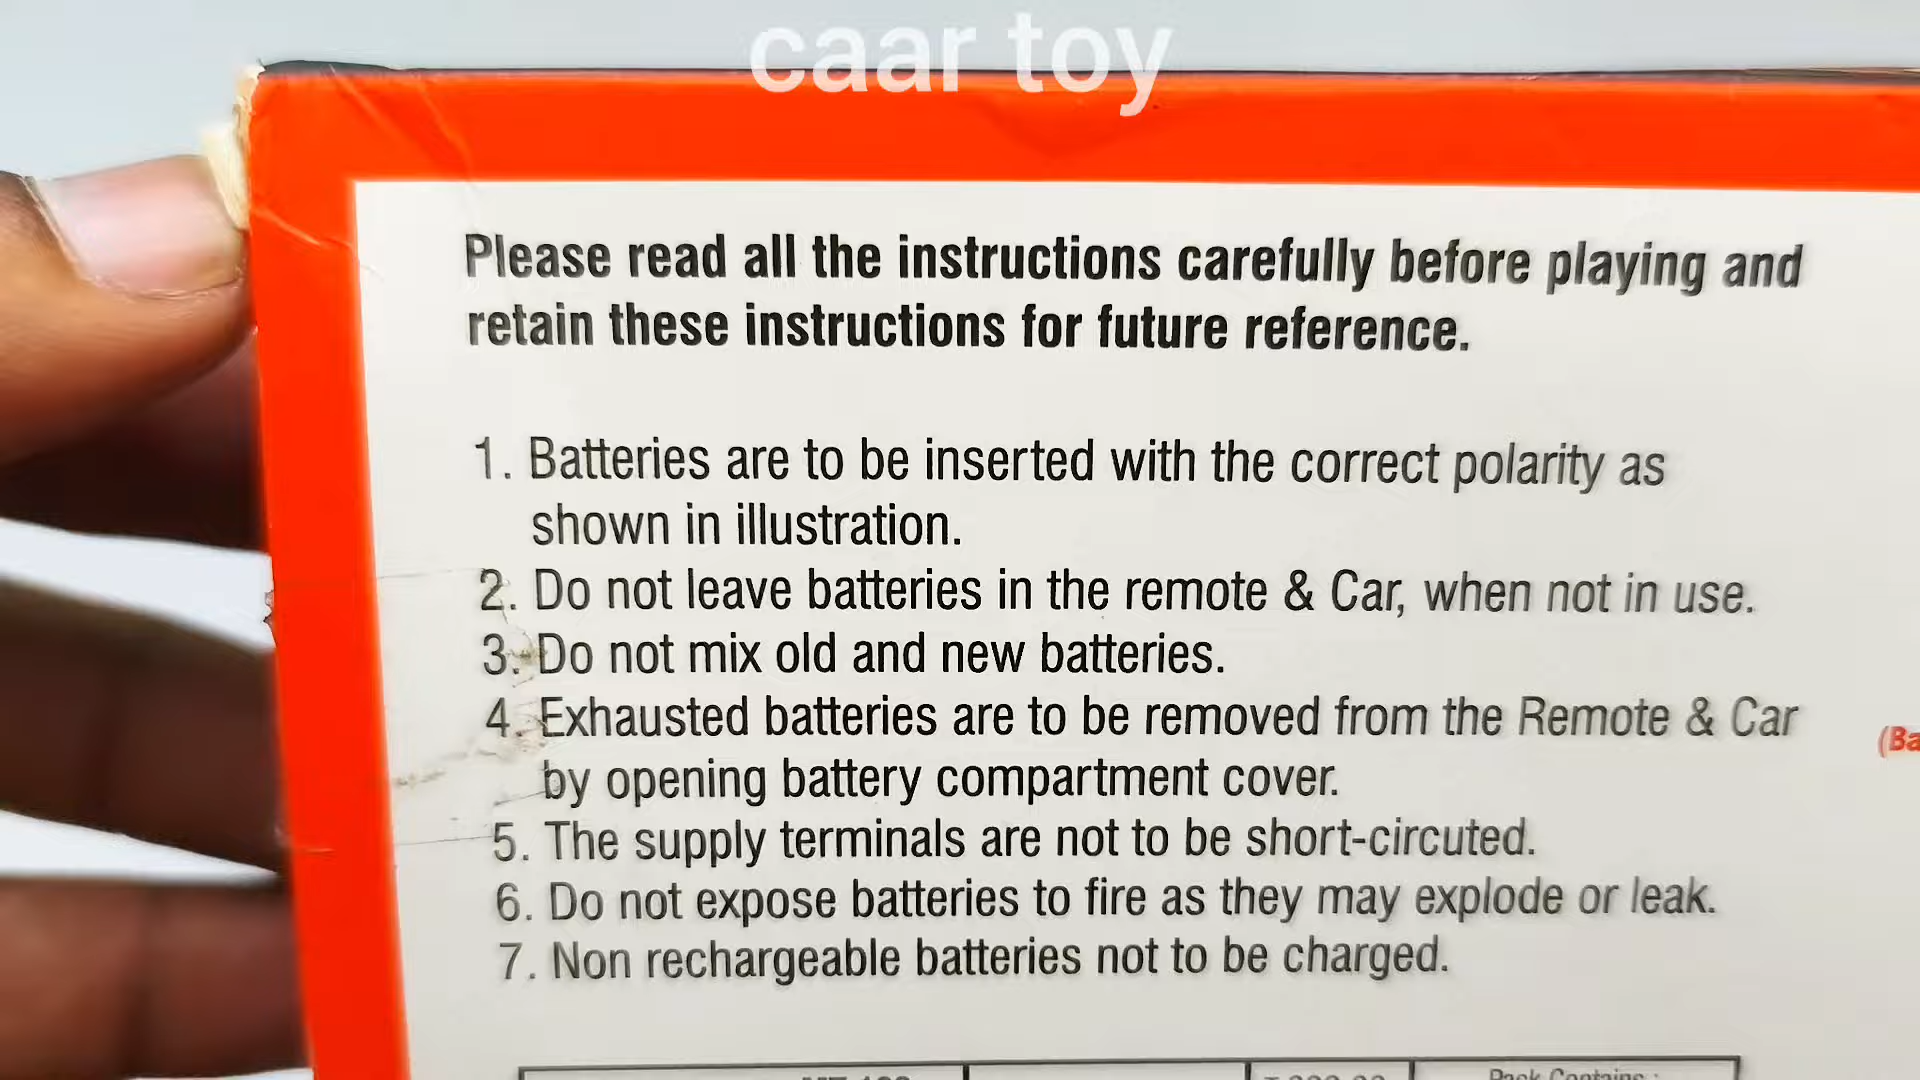 caar toy
Please read all the instructions carefully before playing and
retain these instructions for future reference.
1. Batteries are to be inserted with the correct polarity as
shown in illustration.
2. Do not leave batteries in the remote & Car, when not in use.
3. Do not mix old and new batteries.
4. Exhausted batteries are to be removed from the Remote & Car
(Ba
by opening battery compartment cover.
5. The supply terminals are not to be short-circuted.
6. Do not expose batteries to fire as they may explode or leak.
7. Non rechargeable batteries not to be charged.
Pack Contains :